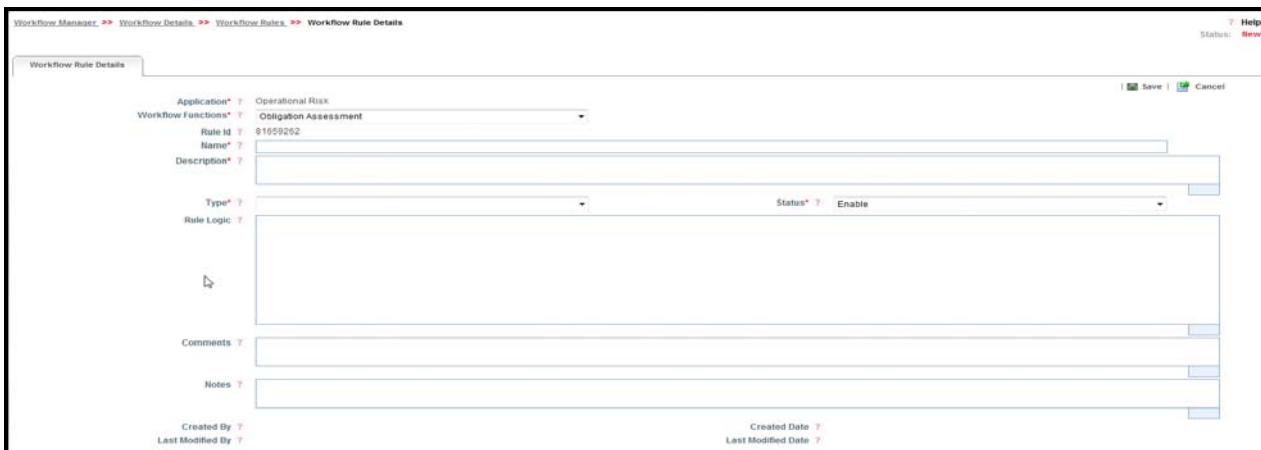 Workflow Manager >> Workflow Details >> Workflow Rules >> Workflow Rule Details ? Help
Status: New
Workflow Rule Details
| Save | Cancel
Application* ? Operational Risk
Workflow Functions* ? Obligation Assessment
Rule Id ? 81659262
Name* ?
Description* ?
Type* ? Status* ? Enable
Rule Logic ?
Comments ?
Notes ?
Created By ? Created Date ?
Last Modified By ? Last Modified Date ?